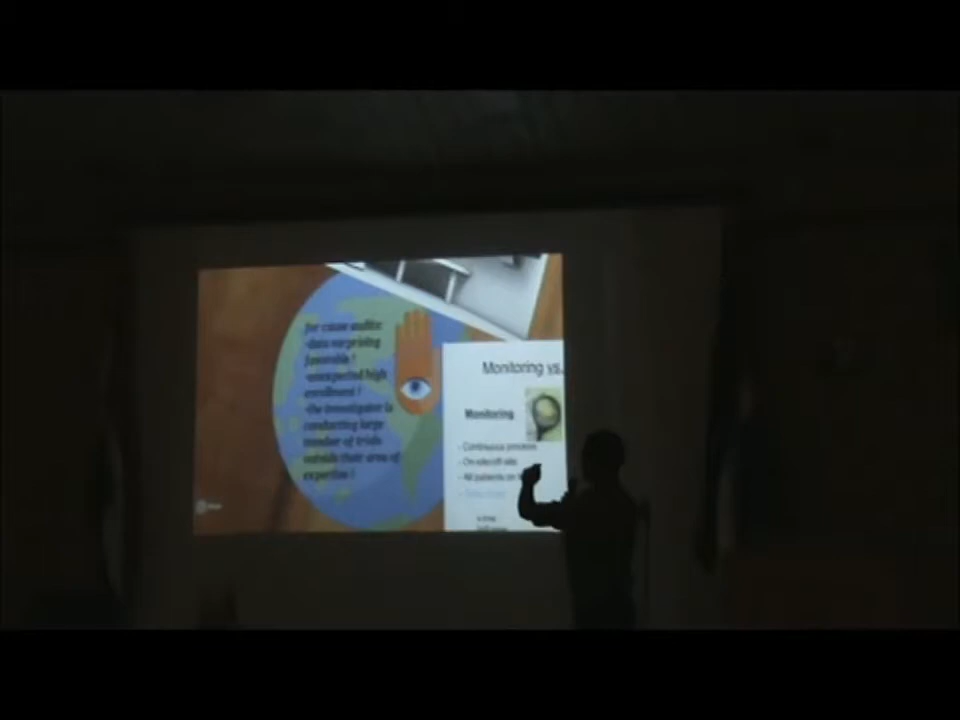 for cause audits:
-data surprising
favorable !
-unexpected high
enrollment !
-the investigator is
conducting large
number of trials
outside their area of
expertise !
Monitoring vs.
Monitoring
- Continuous process
- On-site/off-site
- All patients on